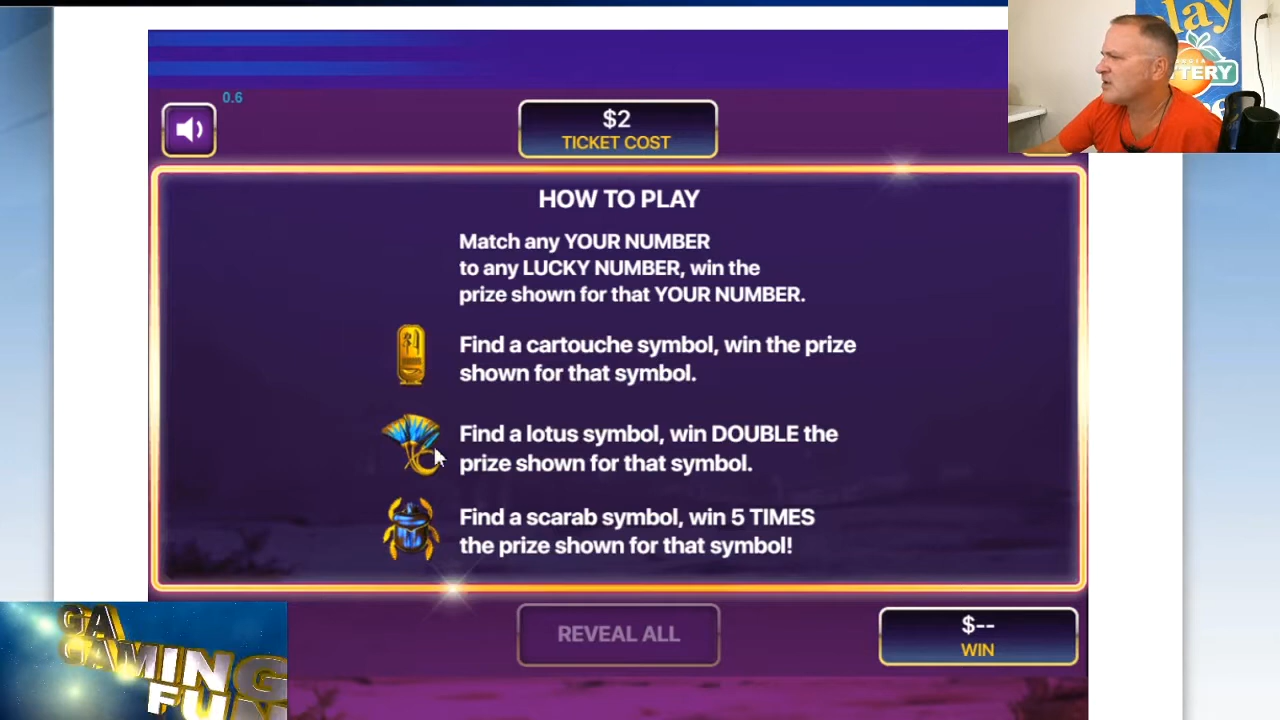 0.6
$2
TICKET COST
HOW TO PLAY
Match any YOUR NUMBER
to any LUCKY NUMBER, win the
prize shown for that YOUR NUMBER.
Find a cartouche symbol, win the prize
shown for that symbol.
Find a lotus symbol, win DOUBLE the
prize shown for that symbol.
Find a scarab symbol, win 5 TIMES
the prize shown for that symbol!
REVEAL ALL
$--
WIN
GA
GAMING
FUN